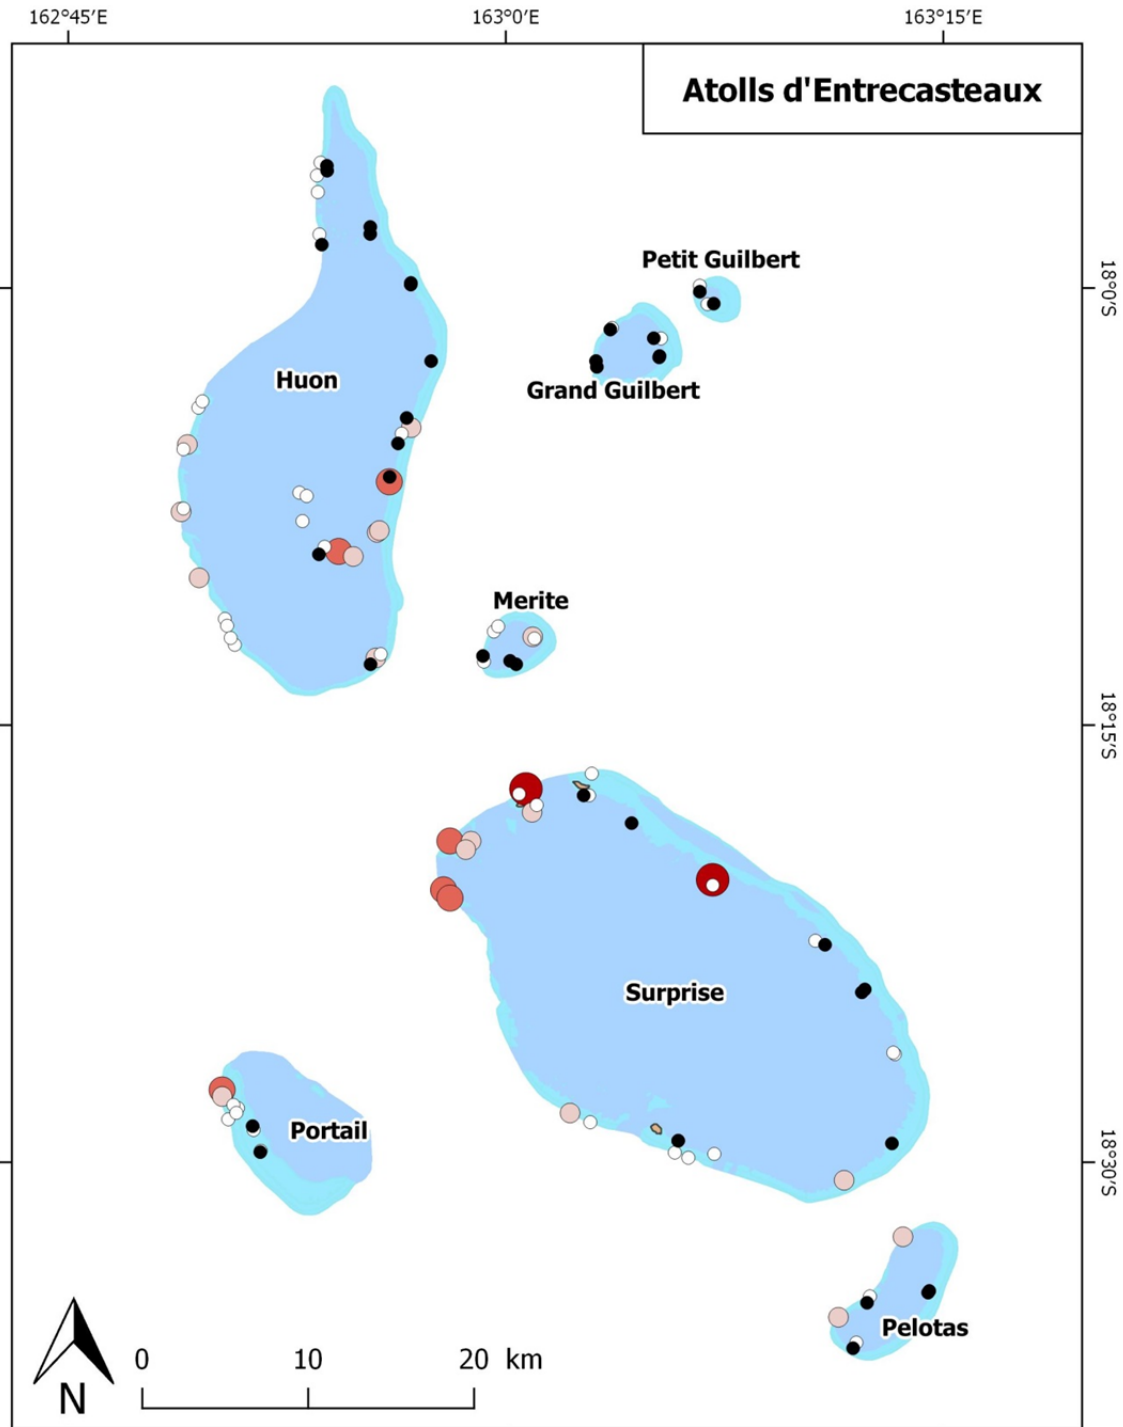 162°45′E 163°0′E 163°15′E
Atolls d'Entrecasteaux
Petit Guilbert
18°0′S
Huon
Grand Guilbert
Merite
18°15′S
Surprise
Portail
18°30′S
Pelotas
0 10 20 km
N